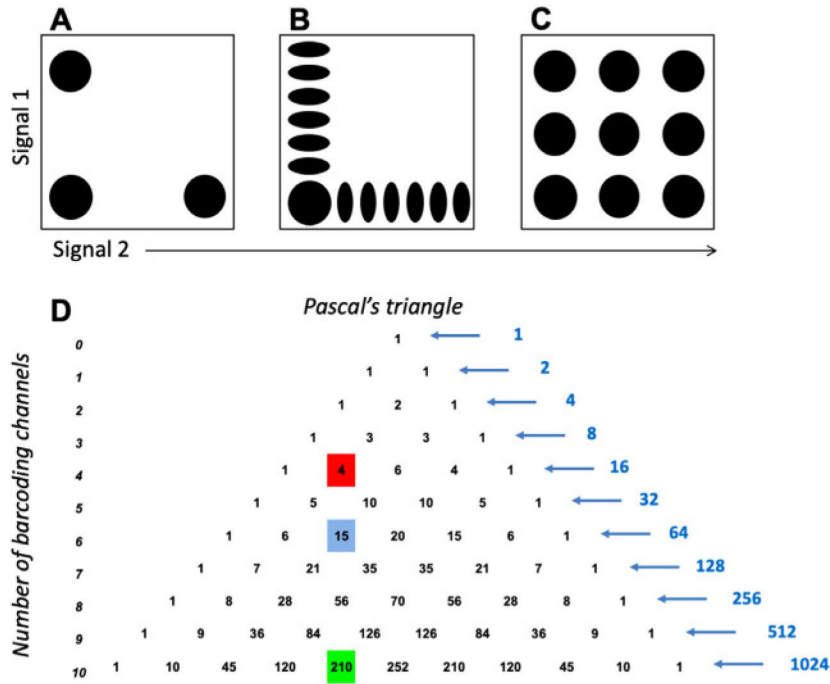 A B C
Signal 1
Signal 2
D
Pascal's triangle
Number of barcoding channels
0 1 1
1 1 1 2
2 1 2 1 4
3 1 3 3 1 8
4 1 4 6 4 1 16
5 1 5 10 10 5 1 32
6 1 6 15 20 15 6 1 64
7 1 7 21 35 35 21 7 1 128
8 1 8 28 56 70 56 28 8 1 256
9 1 9 36 84 126 126 84 36 9 1 512
10 1 10 45 120 210 252 210 120 45 10 1 1024